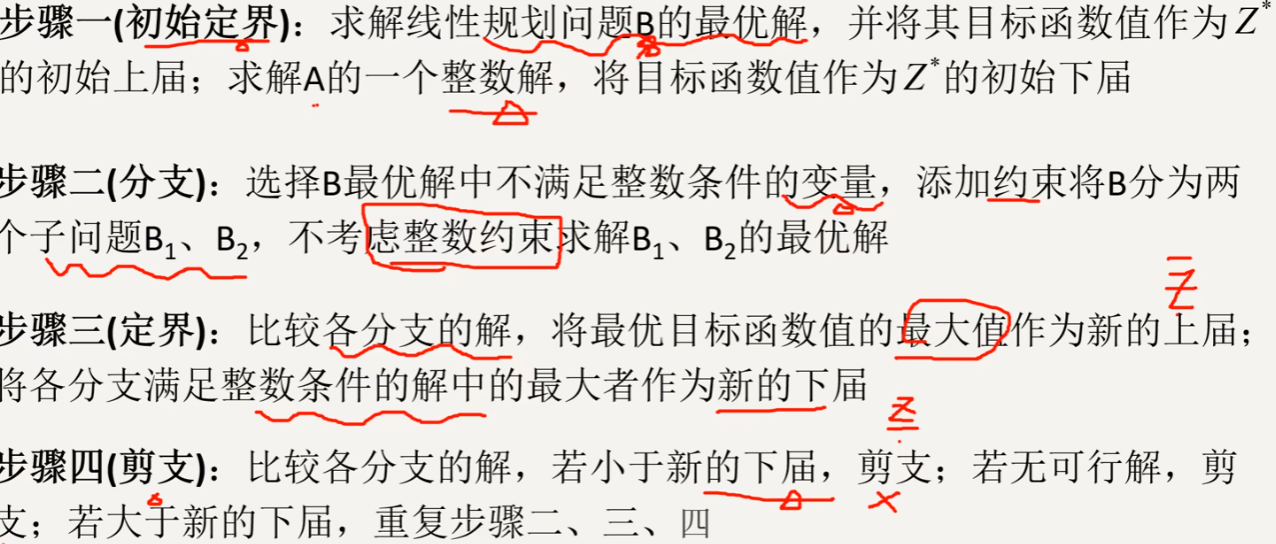 步骤一(初始定界)：求解线性规划问题B的最优解，并将其目标函数值作为Z*
的初始上届；求解A的一个整数解，将目标函数值作为Z*的初始下届
步骤二(分支)：选择B最优解中不满足整数条件的变量，添加约束将B分为两
个子问题B₁、B₂，不考虑整数约束求解B₁、B₂的最优解
Z̄
步骤三(定界)：比较各分支的解，将最优目标函数值的最大值作为新的上届；
将各分支满足整数条件的解中的最大者作为新的下届
Z̲
步骤四(剪支)：比较各分支的解，若小于新的下届，剪支；若无可行解，剪
支；若大于新的下届，重复步骤二、三、四